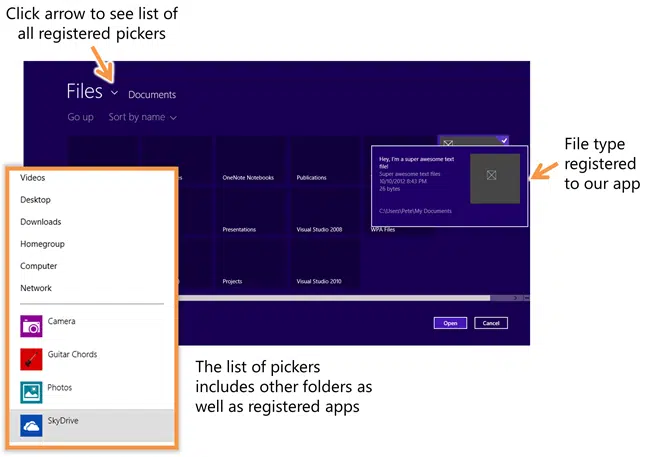 Click arrow to see list of
all registered pickers
Files
Documents
Go up
Sort by name
OneNote Notebooks
Publications
Hey, I'm a super awesome text
file!
Super awesome text files
10/10/2012 8:43 PM
26 bytes
C:\Users\Pete\My Documents
File type
registered
to our app
Presentations
Visual Studio 2008
WPA Files
Projects
Visual Studio 2010
Open
Cancel
Videos
Desktop
Downloads
Homegroup
Computer
Network
Camera
Guitar Chords
Photos
SkyDrive
The list of pickers
includes other folders as
well as registered apps